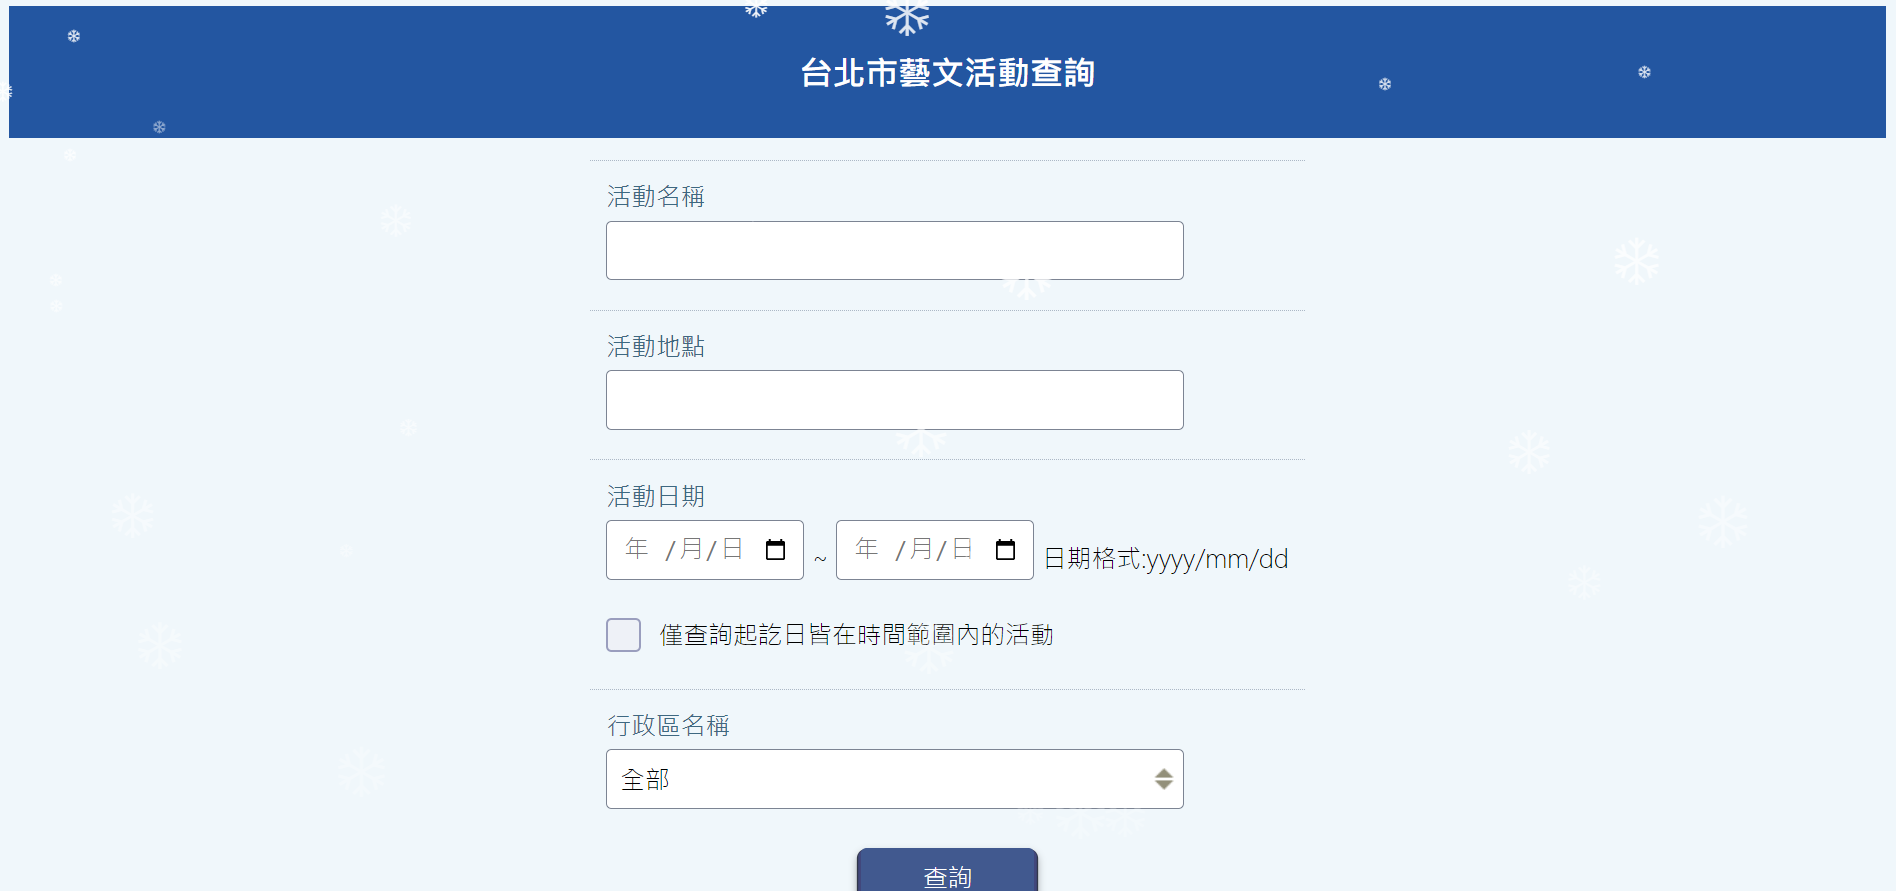 台北市藝文活動查詢
活動名稱
活動地點
活動日期
年 /月/日 ~ 年 /月/日 日期格式:yyyy/mm/dd
僅查詢起訖日皆在時間範圍內的活動
行政區名稱
全部
查詢